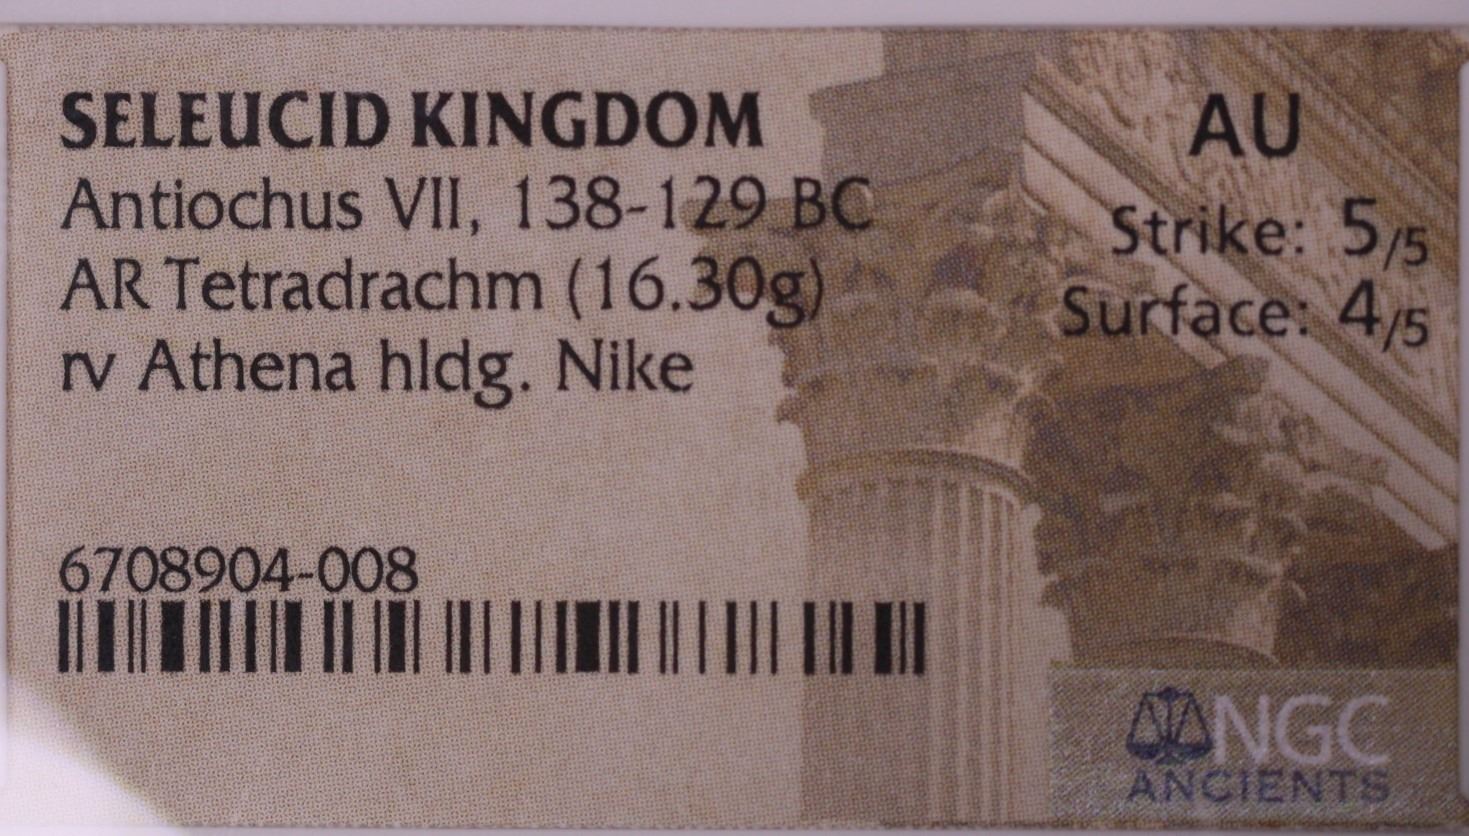 SELEUCID KINGDOM
Antiochus VII, 138-129 BC
AR Tetradrachm (16.30g)
rv Athena hldg. Nike
6708904-008
AU
Strike: 5/5
Surface: 4/5
NGC
ANCIENTS